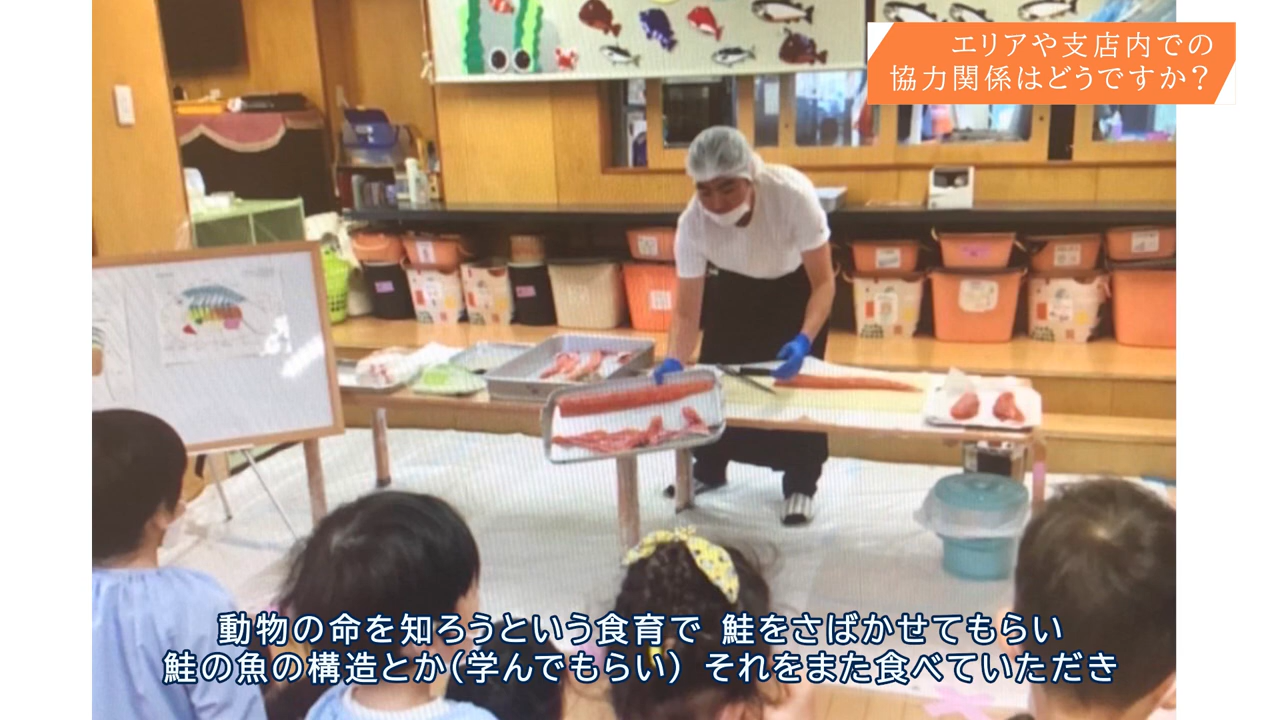 エリアや支店内での
協力関係はどうですか？
動物の命を知ろうという食育で 鮭をさばかせてもらい
鮭の魚の構造とか(学んでもらい) それをまた食べていただき